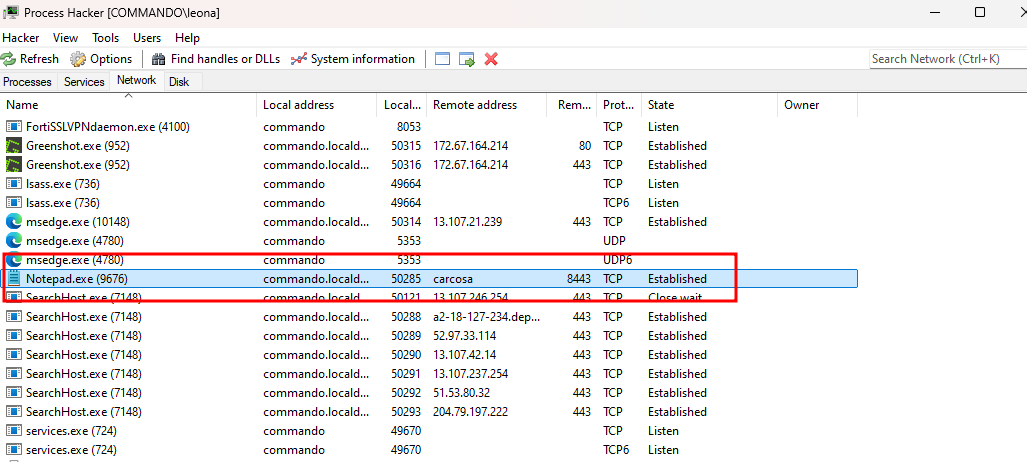 Process Hacker [COMMANDO\leona]
Hacker View Tools Users Help
Refresh Options Find handles or DLLs System information Search Network (Ctrl+K)
Processes Services Network Disk
Name Local address Local... Remote address Rem... Prot... State Owner
FortiSSLVPNdaemon.exe (4100) commando 8053 TCP Listen
Greenshot.exe (952) commando.locald... 50315 172.67.164.214 80 TCP Established
Greenshot.exe (952) commando.locald... 50316 172.67.164.214 443 TCP Established
lsass.exe (736) commando 49664 TCP Listen
lsass.exe (736) commando 49664 TCP6 Listen
msedge.exe (10148) commando.locald... 50314 13.107.21.239 443 TCP Established
msedge.exe (4780) commando 5353 UDP
msedge.exe (4780) commando 5353 UDP6
Notepad.exe (9676) commando.locald... 50285 carcosa 8443 TCP Established
SearchHost.exe (7148) commando.locald... 50121 13.107.246.254 443 TCP Close wait
SearchHost.exe (7148) commando.locald... 50288 a2-18-127-234.dep... 443 TCP Established
SearchHost.exe (7148) commando.locald... 50289 52.97.33.114 443 TCP Established
SearchHost.exe (7148) commando.locald... 50290 13.107.42.14 443 TCP Established
SearchHost.exe (7148) commando.locald... 50291 13.107.237.254 443 TCP Established
SearchHost.exe (7148) commando.locald... 50292 51.53.80.32 443 TCP Established
SearchHost.exe (7148) commando.locald... 50293 204.79.197.222 443 TCP Established
services.exe (724) commando 49670 TCP Listen
services.exe (724) commando 49670 TCP6 Listen